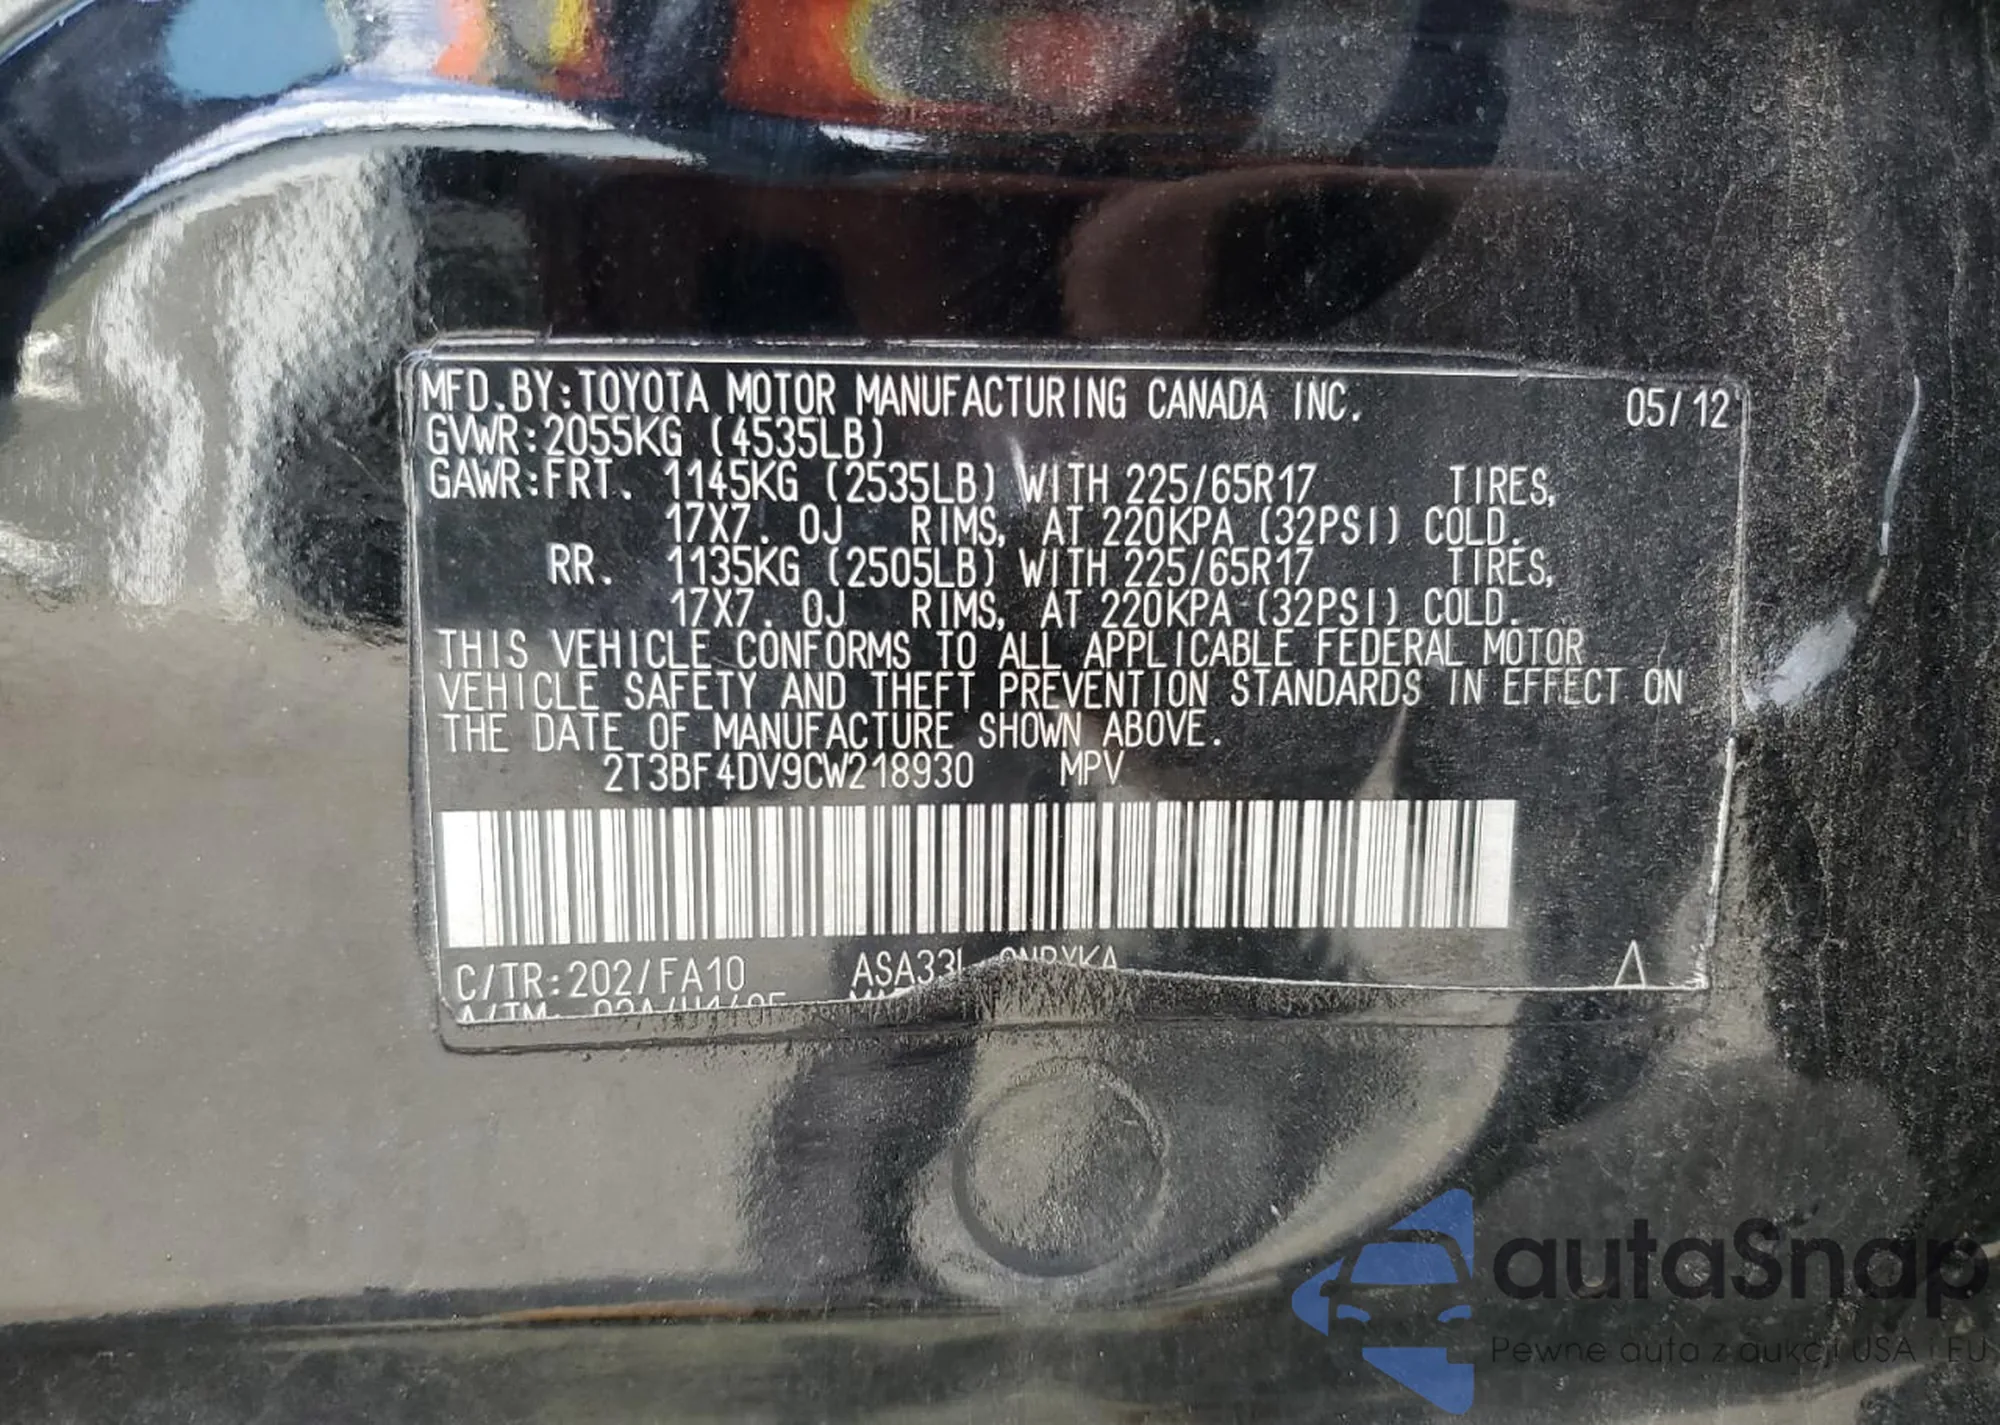 MFD.BY:TOYOTA MOTOR MANUFACTURING CANADA INC. 05/12
GVWR:2055KG (4535LB)
GAWR:FRT. 1145KG (2535LB) WITH 225/65R17 TIRES,
17X7. 0J RIMS, AT 220KPA (32PSI) COLD.
RR. 1135KG (2505LB) WITH 225/65R17 TIRES,
17X7. 0J RIMS, AT 220KPA (32PSI) COLD.
THIS VEHICLE CONFORMS TO ALL APPLICABLE FEDERAL MOTOR
VEHICLE SAFETY AND THEFT PREVENTION STANDARDS IN EFFECT ON
THE DATE OF MANUFACTURE SHOWN ABOVE.
2T3BF4DV9CW218930 MPV
C/TR:202/FA10
autaSnap
Pewne auta z aukcji USA i EU